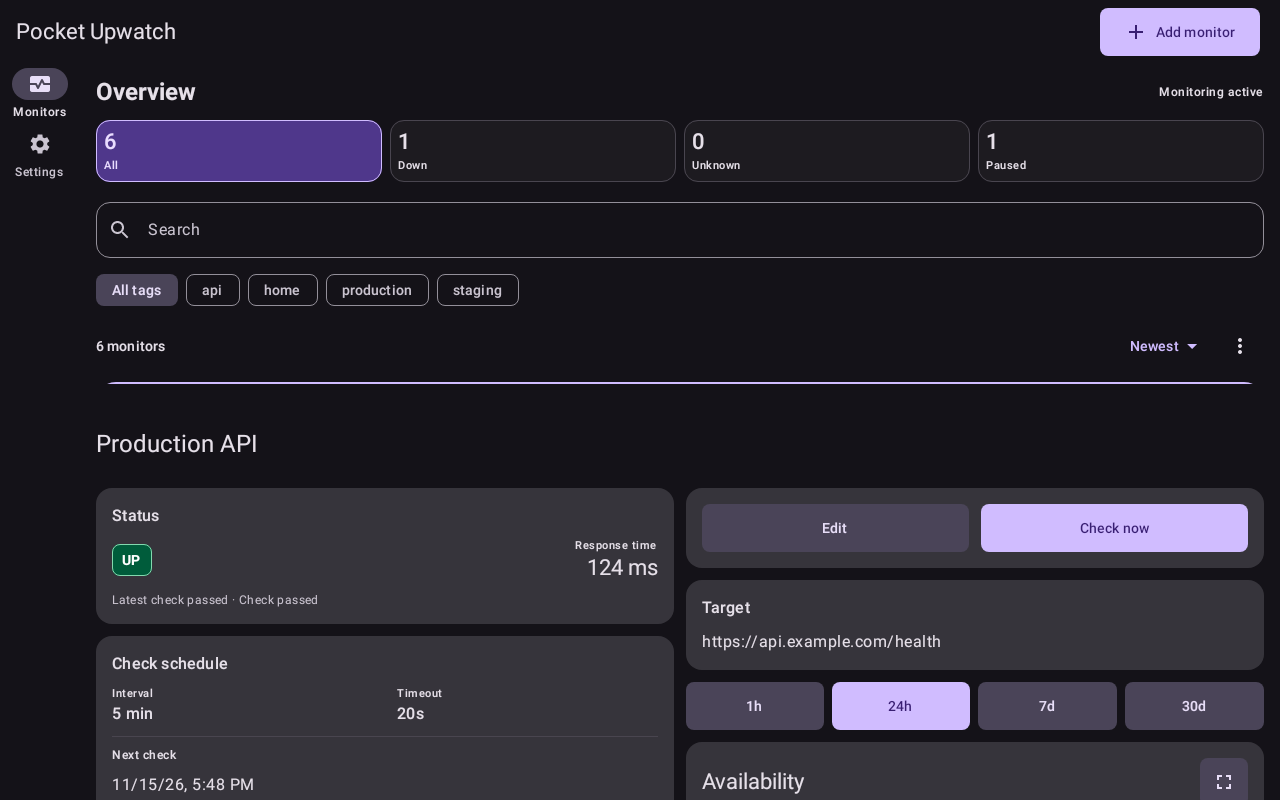 Pocket Upwatch
Add monitor
Monitors
Settings
Overview
Monitoring active
6
All
1
Down
0
Unknown
1
Paused
Search
All tags
api
home
production
staging
6 monitors
Newest
Production API
Status
UP
Response time
124 ms
Latest check passed · Check passed
Edit
Check now
Target
https://api.example.com/health
Check schedule
Interval
5 min
Timeout
20s
Next check
11/15/26, 5:48 PM
1h
24h
7d
30d
Availability